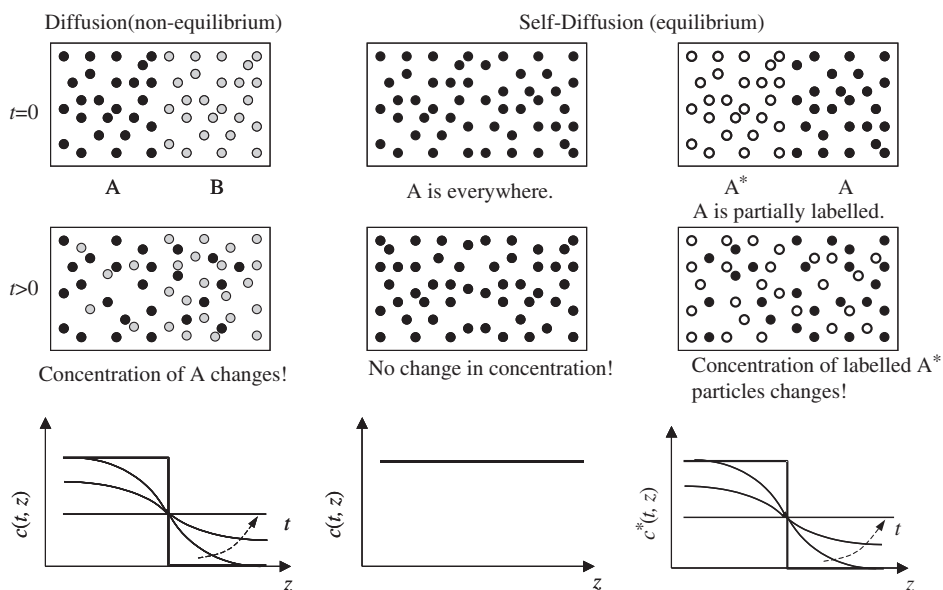 Diffusion(non-equilibrium)
Self-Diffusion (equilibrium)
t=0
A
B
A is everywhere.
A*
A
A is partially labelled.
t>0
Concentration of A changes!
No change in concentration!
Concentration of labelled A*
particles changes!
c(t, z)
t
z
c(t, z)
z
c*(t, z)
t
z